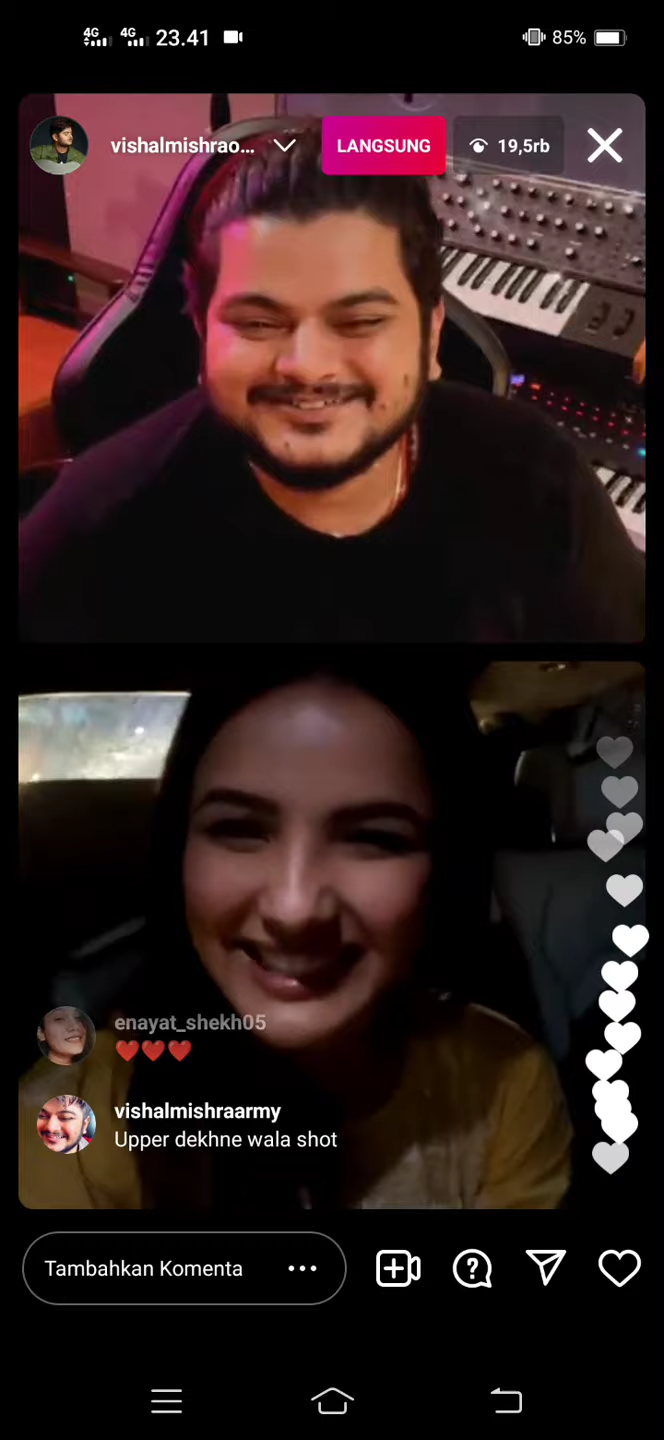 4G 4G 23.41 85%
vishalmishrao... LANGSUNG 19,5rb
enayat_shekh05
❤❤❤
vishalmishraarmy
Upper dekhne wala shot
Tambahkan Komenta